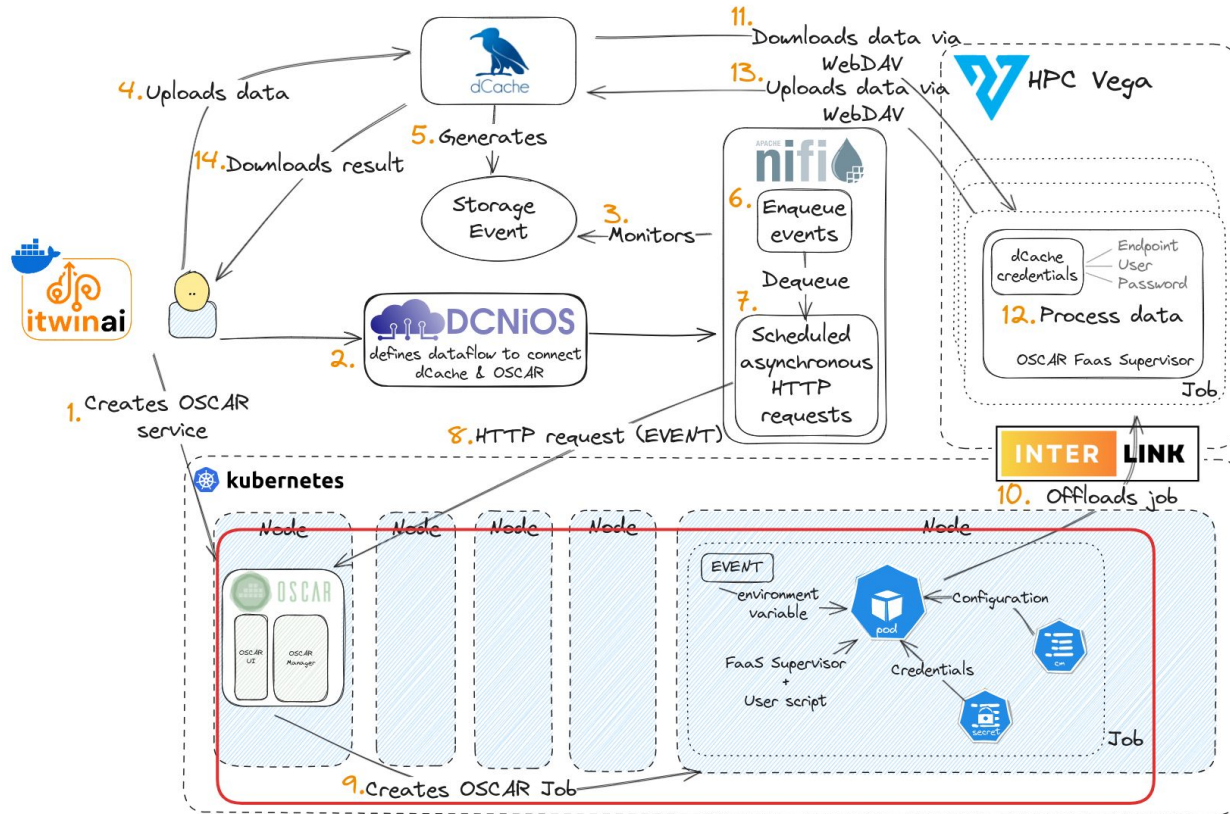 11.
Downloads data via
WebDAV
13.
Uploads data via
WebDAV
HPC Vega
dCache
4. Uploads data
5. Generates
14. Downloads result
APACHE
nifi
Storage
Event
3.
Monitors
6.
Enqueue
events
Dequeue
7.
Scheduled
asynchronous
HTTP
requests
dCache
credentials
Endpoint
User
Password
12. Process data
OSCAR FaaS Supervisor
Job
itwinai
DCNiOS
2.
defines dataflow to connect
dCache & OSCAR
1. Creates OSCAR
service
8. HTTP request (EVENT)
INTER LINK
10. Offloads job
kubernetes
Node
Node
Node
Node
Node
OSCAR
OSCAR
UI
OSCAR
Manager
EVENT
environment
variable
pod
Configuration
cm
FaaS Supervisor
+
User script
Credentials
secret
Job
9. Creates OSCAR Job